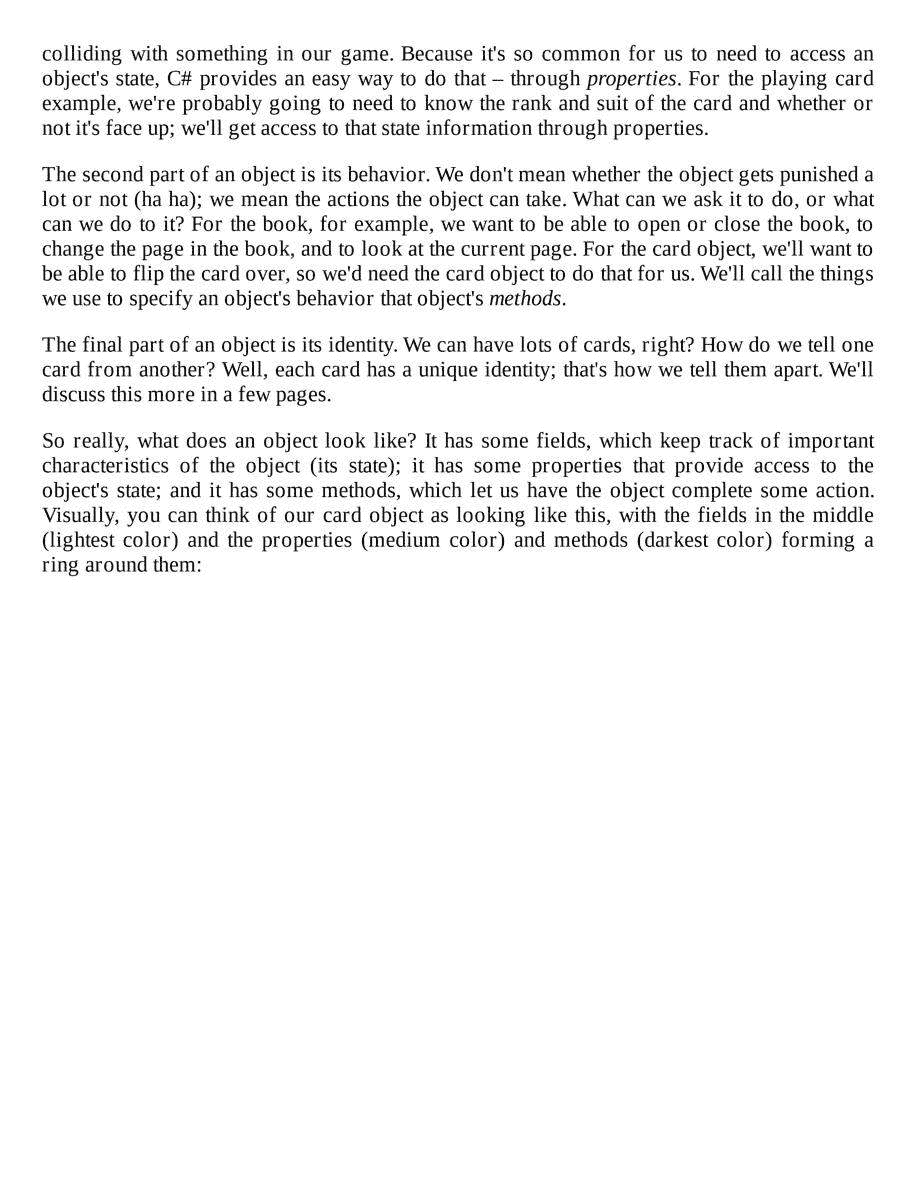 colliding with something in our game. Because it's so common for us to need to access an
object's state, C# provides an easy way to do that – through properties. For the playing card
example, we're probably going to need to know the rank and suit of the card and whether or
not it's face up; we'll get access to that state information through properties.
The second part of an object is its behavior. We don't mean whether the object gets punished a
lot or not (ha ha); we mean the actions the object can take. What can we ask it to do, or what
can we do to it? For the book, for example, we want to be able to open or close the book, to
change the page in the book, and to look at the current page. For the card object, we'll want to
be able to flip the card over, so we'd need the card object to do that for us. We'll call the things
we use to specify an object's behavior that object's methods.
The final part of an object is its identity. We can have lots of cards, right? How do we tell one
card from another? Well, each card has a unique identity; that's how we tell them apart. We'll
discuss this more in a few pages.
So really, what does an object look like? It has some fields, which keep track of important
characteristics of the object (its state); it has some properties that provide access to the
object's state; and it has some methods, which let us have the object complete some action.
Visually, you can think of our card object as looking like this, with the fields in the middle
(lightest color) and the properties (medium color) and methods (darkest color) forming a
ring around them: